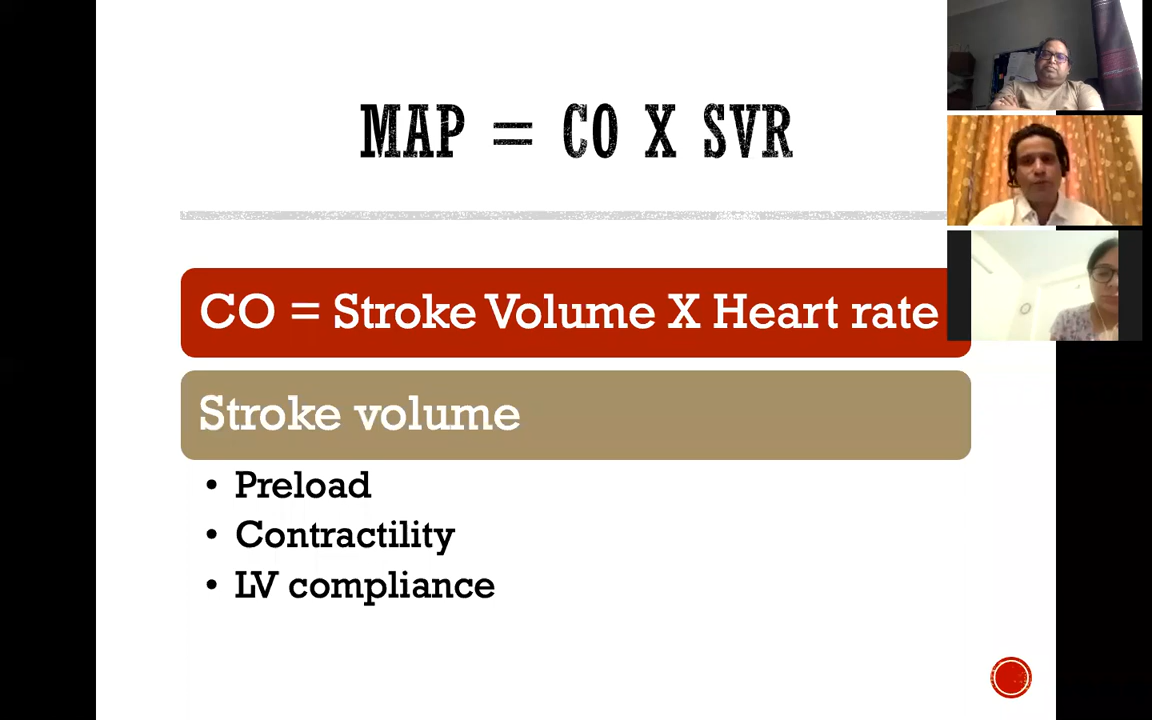 MAP = CO X SVR
CO = Stroke Volume X Heart rate
Stroke volume
• Preload
• Contractility
• LV compliance